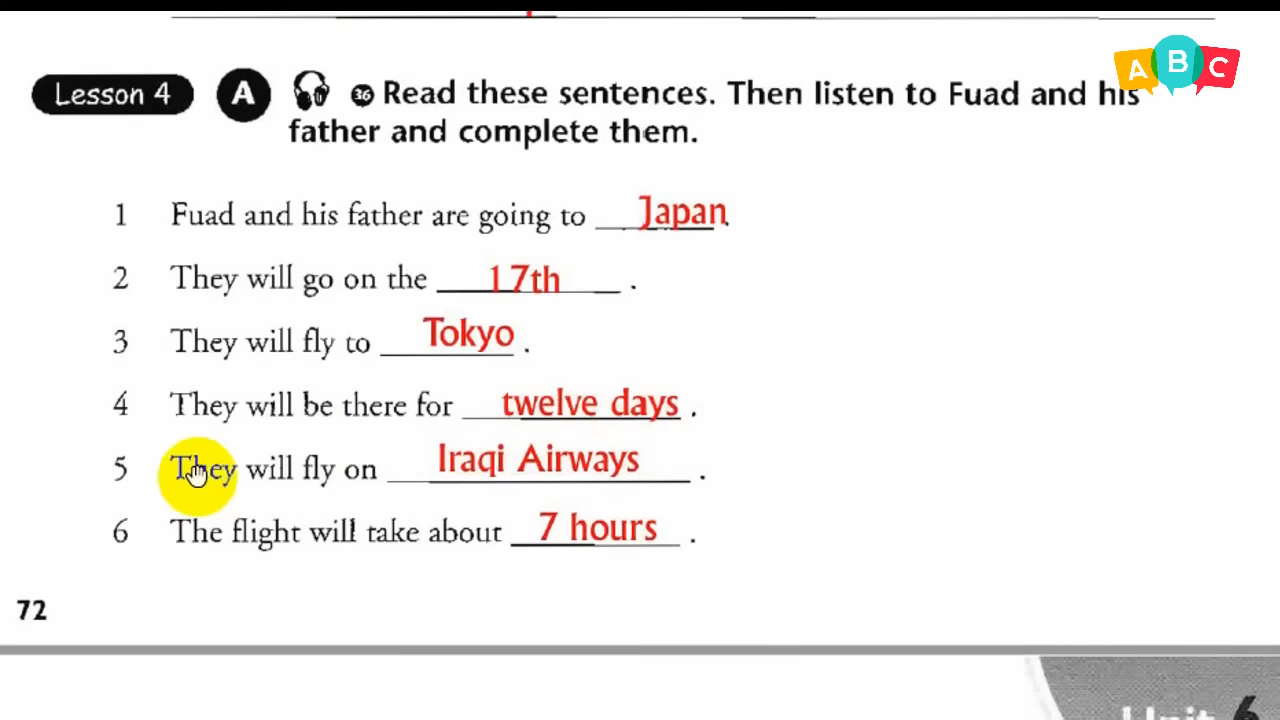 A B C
Lesson 4 A 36 Read these sentences. Then listen to Fuad and his
father and complete them.
1 Fuad and his father are going to Japan.
2 They will go on the 17th .
3 They will fly to Tokyo .
4 They will be there for twelve days .
5 They will fly on Iraqi Airways .
6 The flight will take about 7 hours .
72
Unit 6